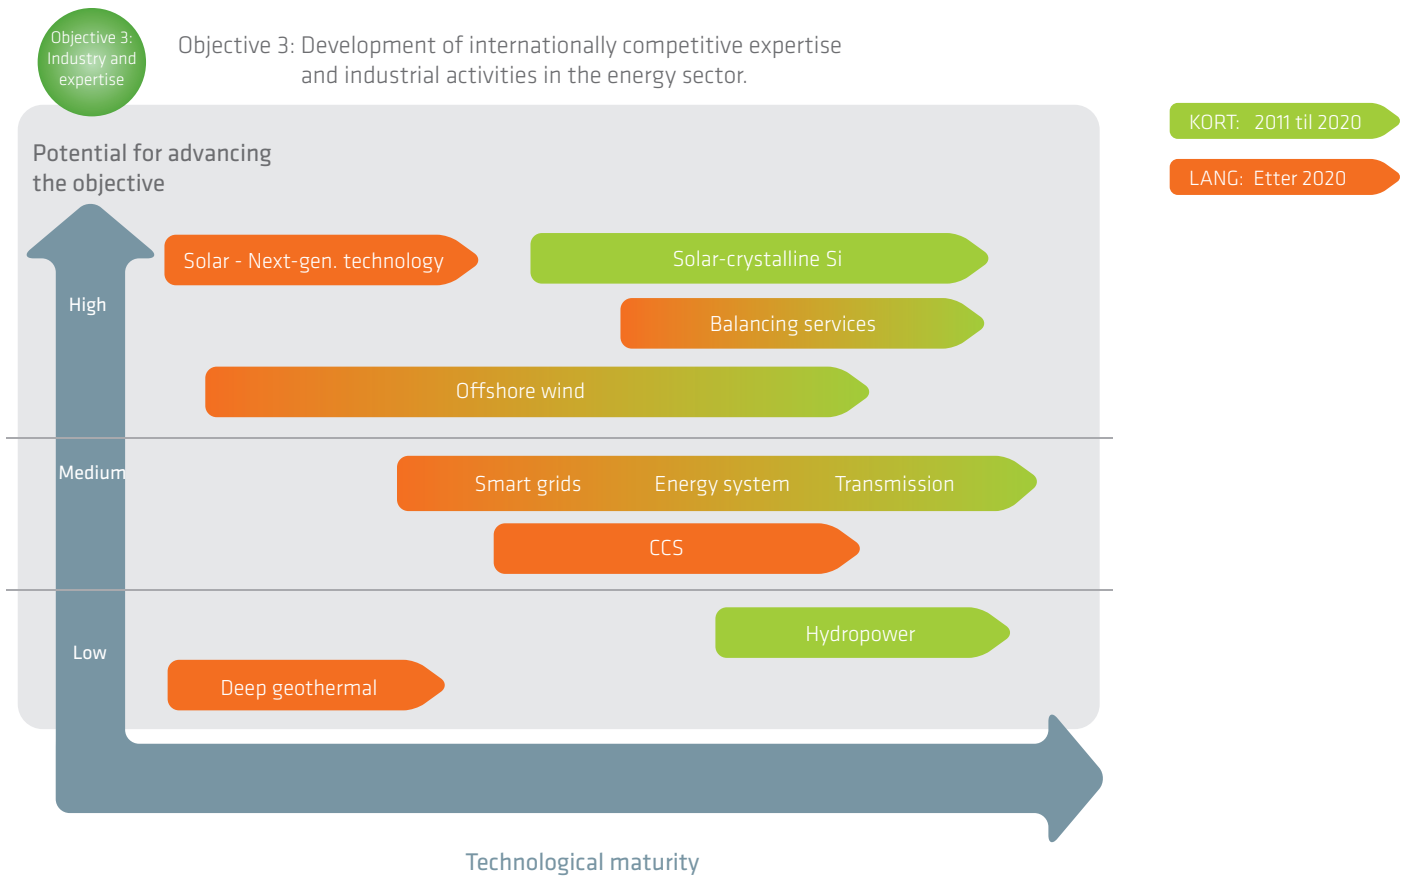 Objective 3:
Industry and
expertise
Objective 3: Development of internationally competitive expertise
and industrial activities in the energy sector.
KORT: 2011 til 2020
LANG: Etter 2020
Potential for advancing
the objective
High
Solar - Next-gen. technology
Solar-crystalline Si
Balancing services
Offshore wind
Medium
Smart grids Energy system Transmission
CCS
Low
Hydropower
Deep geothermal
Technological maturity